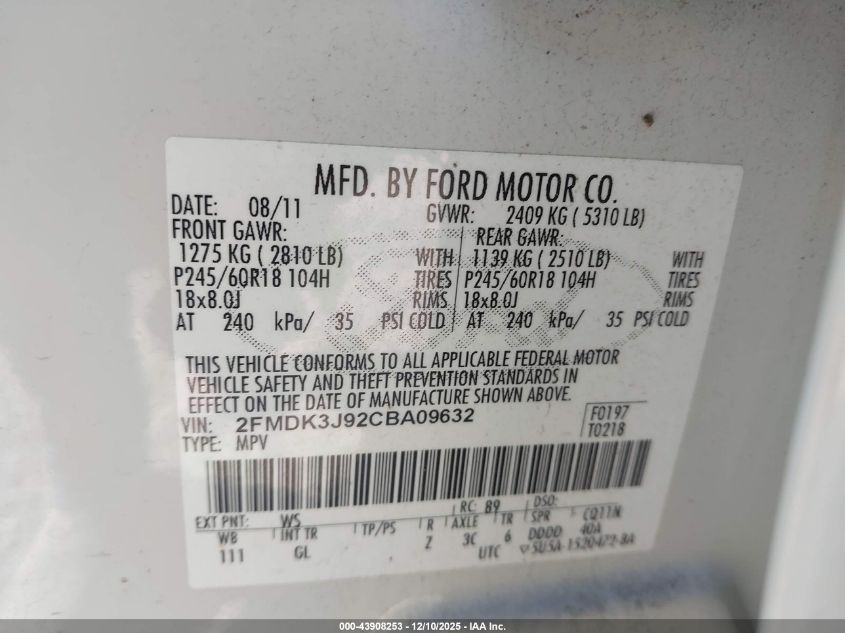 MFD. BY FORD MOTOR CO.
DATE: 08/11 GVWR: 2409 KG ( 5310 LB)
FRONT GAWR: REAR GAWR:
1275 KG ( 2810 LB) WITH 1139 KG ( 2510 LB) WITH
P245/60R18 104H TIRES P245/60R18 104H TIRES
18x8.0J RIMS 18x8.0J RIMS
AT 240 kPa/ 35 PSI COLD AT 240 kPa/ 35 PSI COLD
THIS VEHICLE CONFORMS TO ALL APPLICABLE FEDERAL MOTOR
VEHICLE SAFETY AND THEFT PREVENTION STANDARDS IN
EFFECT ON THE DATE OF MANUFACTURE SHOWN ABOVE.
VIN: 2FMDK3J92CBA09632 F0197
TYPE: MPV T0218
EXT PNT: WS RC: 89 DSO:
WB INT TR TP/PS R AXLE TR SPR CQ11N
111 GL 2 3C 6 DDDD 40A
UTC 5U5A-1520472-BA
000-43908253 - 12/10/2025 - IAA Inc.